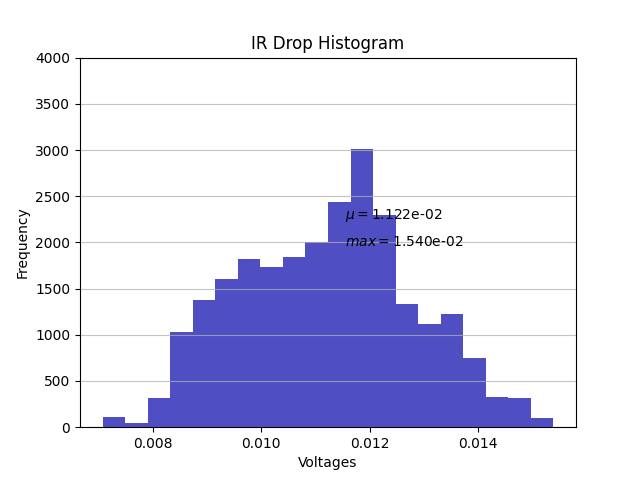 IR Drop Histogram
4000
3500
3000
2500
2000
1500
1000
500
0
Frequency
μ = 1.122e-02
max = 1.540e-02
0.008 0.010 0.012 0.014
Voltages